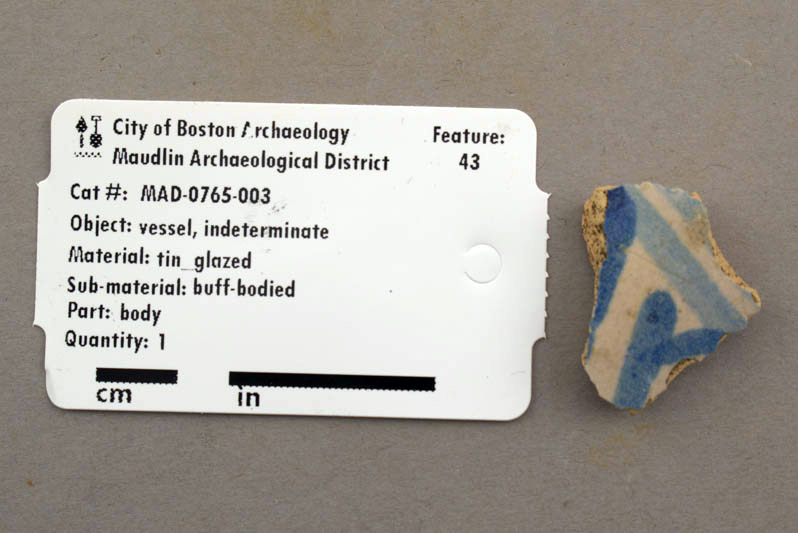 City of Boston Archaeology
Maudlin Archaeological District
Feature:
43
Cat #: MAD-0765-003
Object: vessel, indeterminate
Material: tin_glazed
Sub-material: buff-bodied
Part: body
Quantity: 1
cm in